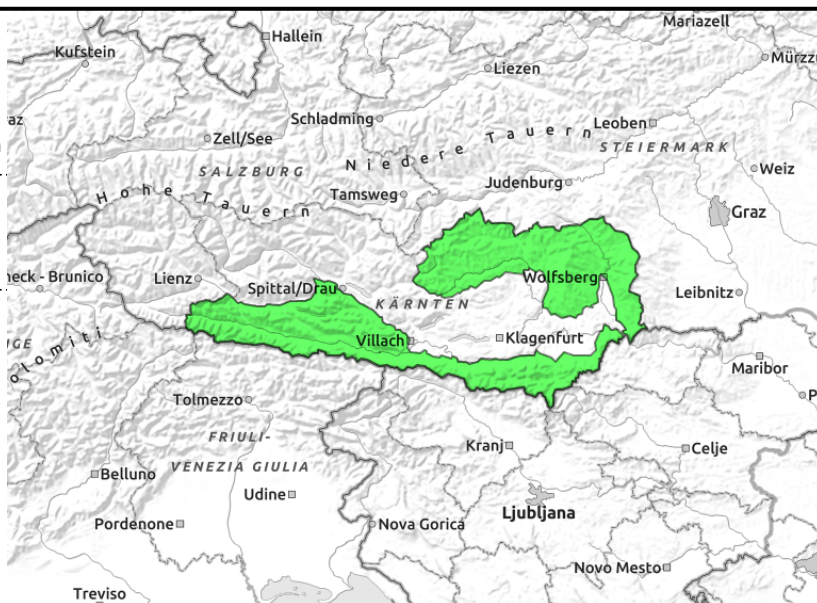 Mariazell
Hallein
Kufstein
Mürzzu
Liezen
Schladming
Leoben
Niedere Tauern
Zell/See
STEIERMARK
SALZBURG
Weiz
Judenburg
Tamsweg
Hohe Tauern
Graz
neck - Brunico
Lienz
Spittal/Drau
Wolfsberg
Leibnitz
KÄRNTEN
Villach
Klagenfurt
olomiti
Maribor
Tolmezzo
P
FRIULI-
VENEZIA GIULIA
Kranj
Celje
Belluno
Udine
Ljubljana
Pordenone
Nova Gorica
Novo Mesto
Treviso